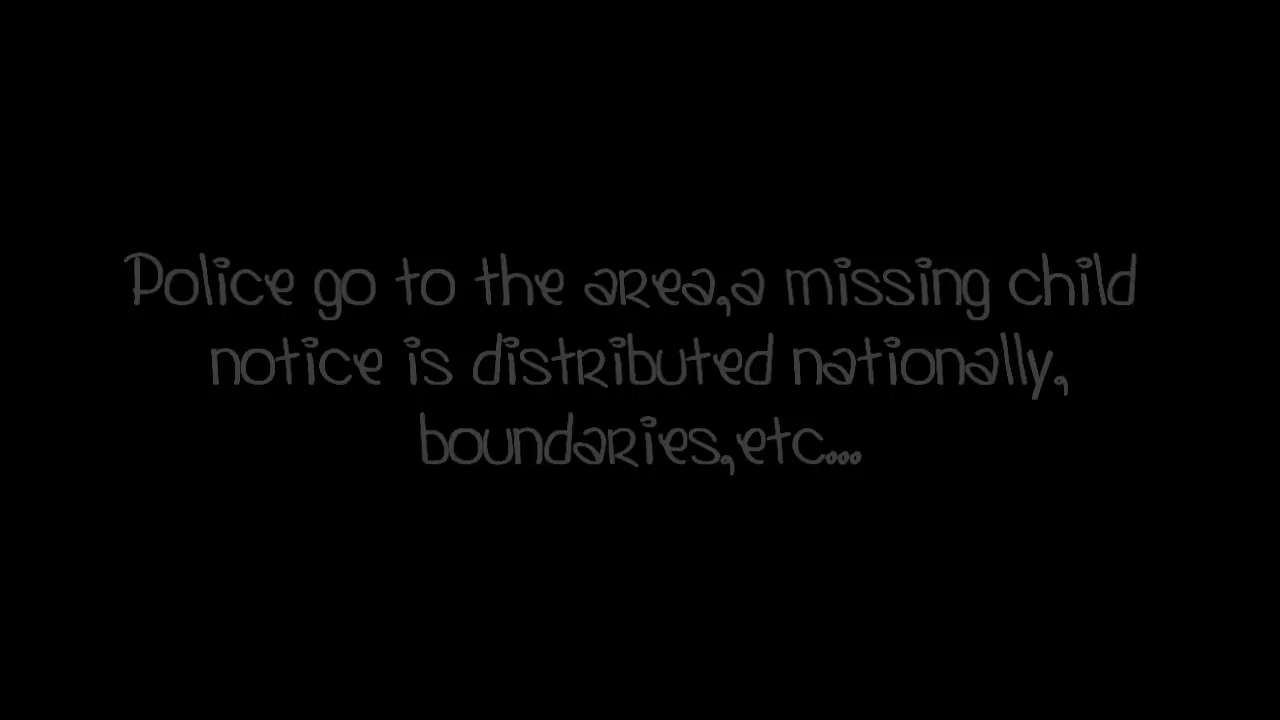 Police go to the area,a missing child
notice is distributed nationally,
boundaries,etc...